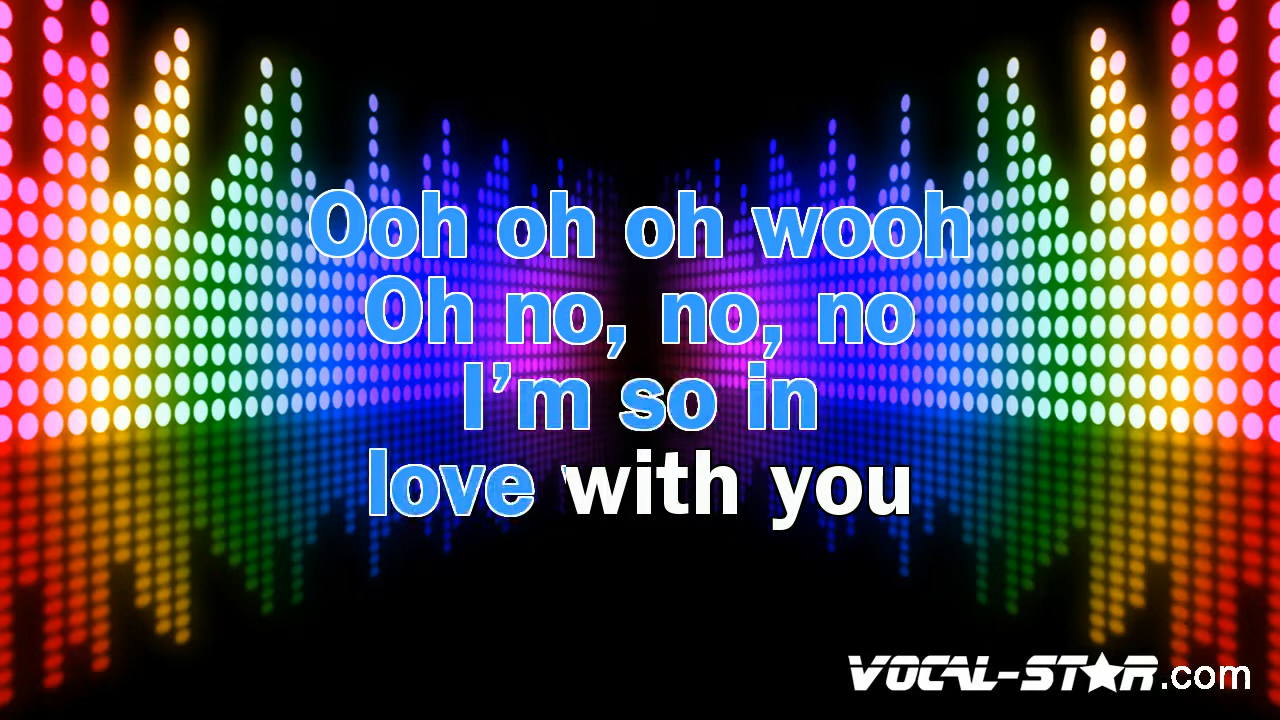 Ooh oh oh wooh
Oh no, no, no
I’m so in
love with you
VOCAL-STAR.com